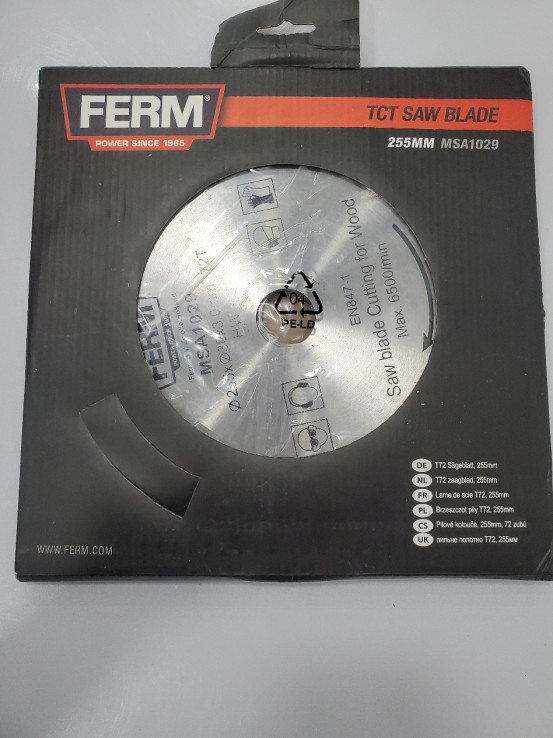 FERM®
POWER SINCE 1965
TCT SAW BLADE
255MM MSA1029
EN847-1
Saw blade Cutting for Wood
Max. 6500/min
04
PE-LD
FERM
MSA1029
DE T72 Sägeblatt, 255mm
NL T72 zaagblad, 255mm
FR Lame de scie T72, 255mm
PL Brzeszczot piły T72, 255mm
CS Pilové kotouče, 255mm, 72 zubů
UK пильно полотно T72, 255мм
WWW.FERM.COM